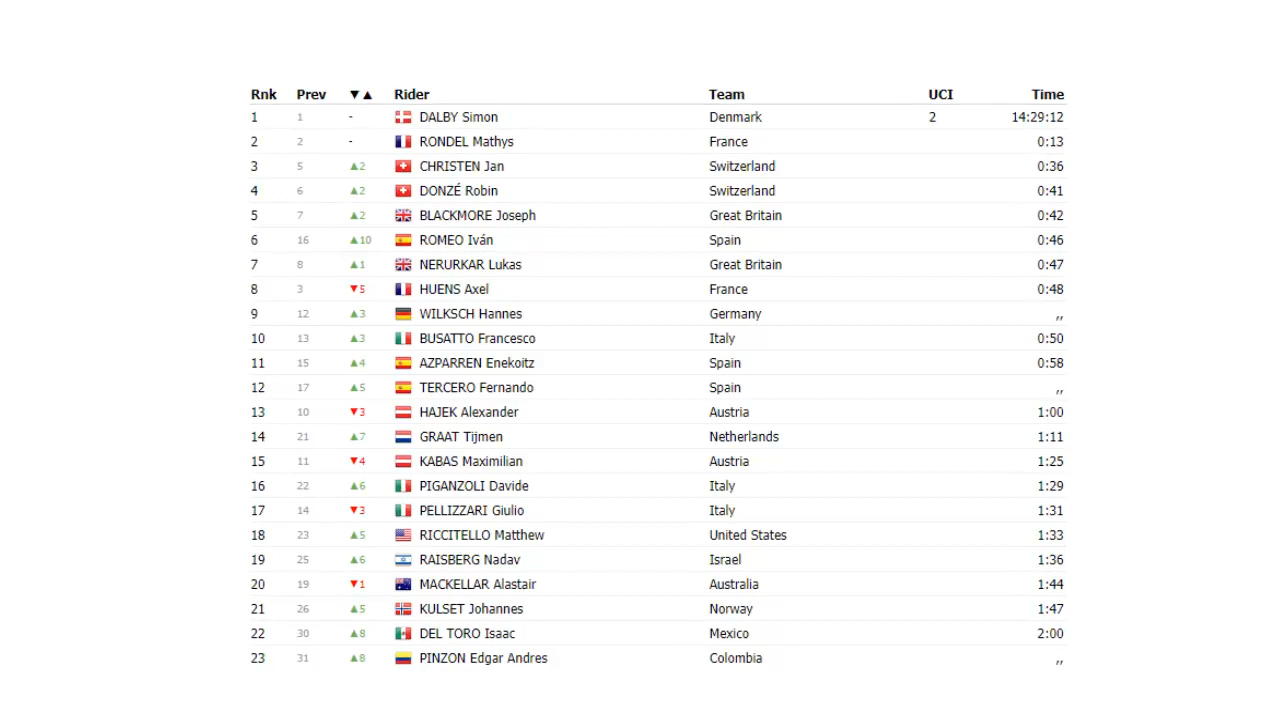 Rnk Prev ▼▲ Rider Team UCI Time
1 1 - DALBY Simon Denmark 2 14:29:12
2 2 - RONDEL Mathys France 0:13
3 5 ▲2 CHRISTEN Jan Switzerland 0:36
4 6 ▲2 DONZÉ Robin Switzerland 0:41
5 7 ▲2 BLACKMORE Joseph Great Britain 0:42
6 16 ▲10 ROMEO Iván Spain 0:46
7 8 ▲1 NERURKAR Lukas Great Britain 0:47
8 3 ▼5 HUENS Axel France 0:48
9 12 ▲3 WILKSCH Hannes Germany ,,
10 13 ▲3 BUSATTO Francesco Italy 0:50
11 15 ▲4 AZPARREN Enekoitz Spain 0:58
12 17 ▲5 TERCERO Fernando Spain ,,
13 10 ▼3 HAJEK Alexander Austria 1:00
14 21 ▲7 GRAAT Tijmen Netherlands 1:11
15 11 ▼4 KABAS Maximilian Austria 1:25
16 22 ▲6 PIGANZOLI Davide Italy 1:29
17 14 ▼3 PELLIZZARI Giulio Italy 1:31
18 23 ▲5 RICCITELLO Matthew United States 1:33
19 25 ▲6 RAISBERG Nadav Israel 1:36
20 19 ▼1 MACKELLAR Alastair Australia 1:44
21 26 ▲5 KULSET Johannes Norway 1:47
22 30 ▲8 DEL TORO Isaac Mexico 2:00
23 31 ▲8 PINZON Edgar Andres Colombia ,,